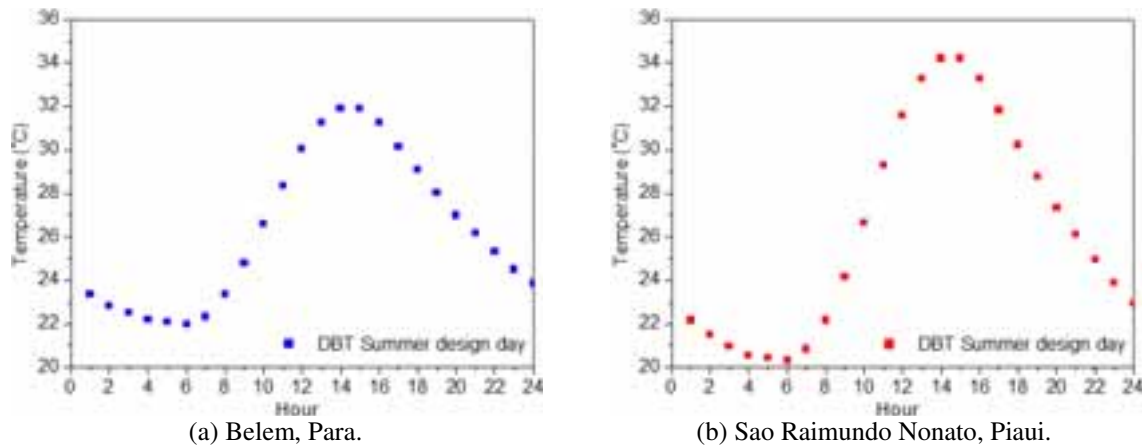 36
34
32
30
28
26
24
22
20
Temperature (°C)
DBT Summer design day
0 2 4 6 8 10 12 14 16 18 20 22 24
Hour
(a) Belem, Para.
36
34
32
30
28
26
24
22
20
Temperature (°C)
DBT Summer design day
0 2 4 6 8 10 12 14 16 18 20 22 24
Hour
(b) Sao Raimundo Nonato, Piaui.